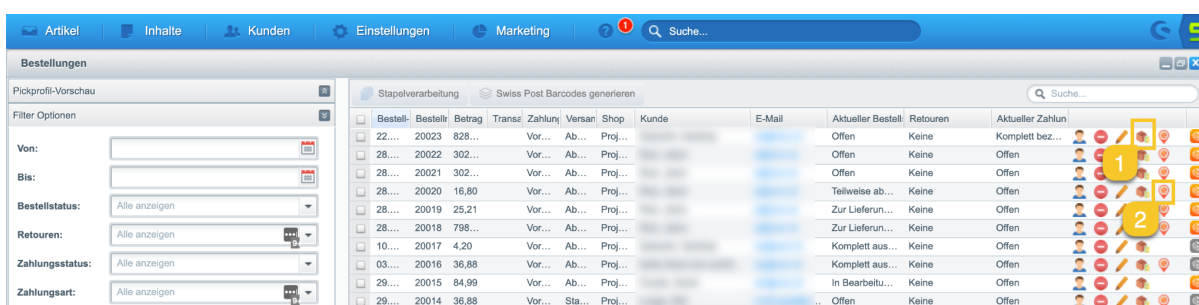 Artikel Inhalte Kunden Einstellungen Marketing 1 Suche...
Bestellungen
Pickprofil-Vorschau
Stapelverarbeitung Swiss Post Barcodes generieren Suche...
Filter Optionen
Bestell- Bestellr Betrag Transa Zahlung Versar Shop Kunde E-Mail Aktueller Bestell Retouren Aktueller Zahlun
22.... 20023 828... Vor... Ab... Proj... Offen Keine Komplett bez...
Von:
28.... 20022 302... Vor... Ab... Proj... Offen Keine Offen
1
Bis:
28.... 20021 302... Vor... Ab... Proj... Offen Keine Offen
28.... 20020 16,80 Vor... Ab... Proj... Teilweise ab... Keine Offen
Bestellstatus: Alle anzeigen
28.... 20019 25,21 Vor... Ab... Proj... Zur Lieferun... Keine Offen
2
28.... 20018 798... Vor... Ab... Proj... Zur Lieferun... Keine Offen
Retouren: Alle anzeigen
10.... 20017 4,20 Vor... Ab... Proj... Komplett aus... Keine Offen
Zahlungsstatus: Alle anzeigen
03.... 20016 36,88 Vor... Ab... Proj... Komplett aus... Keine Offen
29.... 20015 84,99 Vor... Ab... Proj... In Bearbeitu... Keine Offen
Zahlungsart: Alle anzeigen
29.... 20014 36,88 Vor... Sta... Proj... Offen Keine Offen